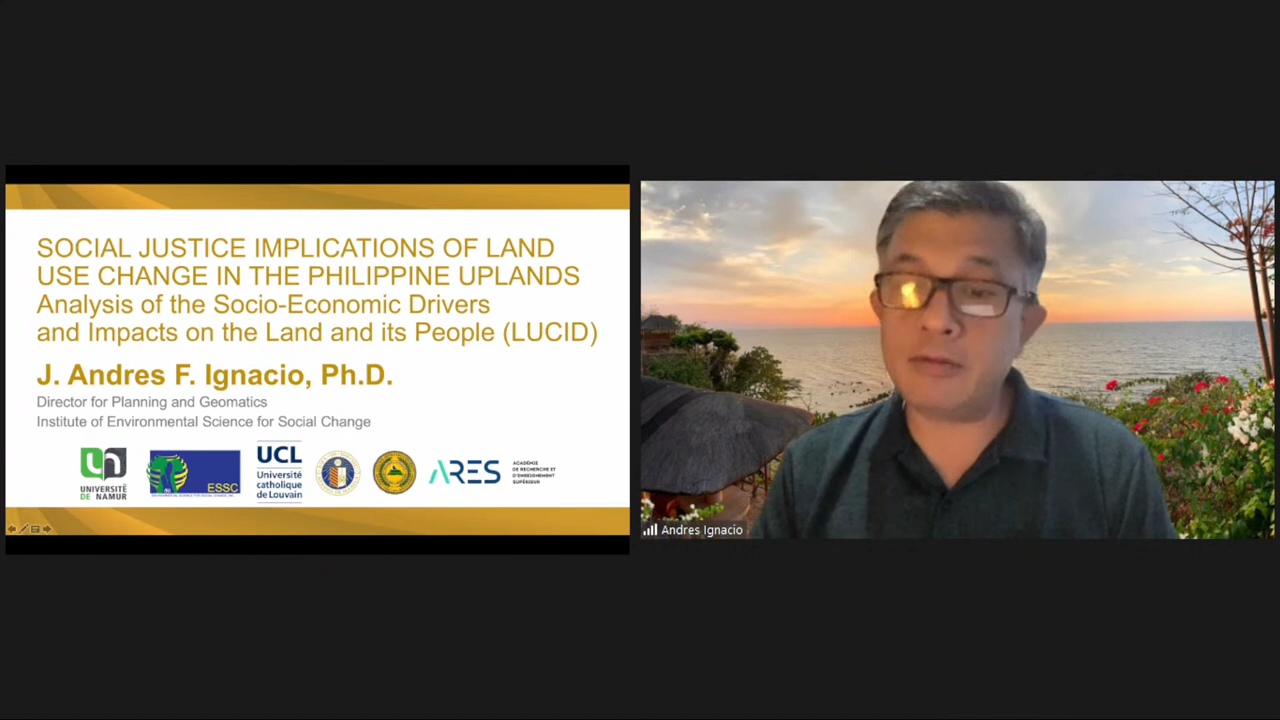 SOCIAL JUSTICE IMPLICATIONS OF LAND
USE CHANGE IN THE PHILIPPINE UPLANDS
Analysis of the Socio-Economic Drivers
and Impacts on the Land and its People (LUCID)
J. Andres F. Ignacio, Ph.D.
Director for Planning and Geomatics
Institute of Environmental Science for Social Change
UNIVERSITÉ
DE NAMUR
ESSC
UCL
Université
catholique
de Louvain
ARES
ACADÉMIE
DE RECHERCHE ET
D'ENSEIGNEMENT
SUPÉRIEUR
Andres Ignacio